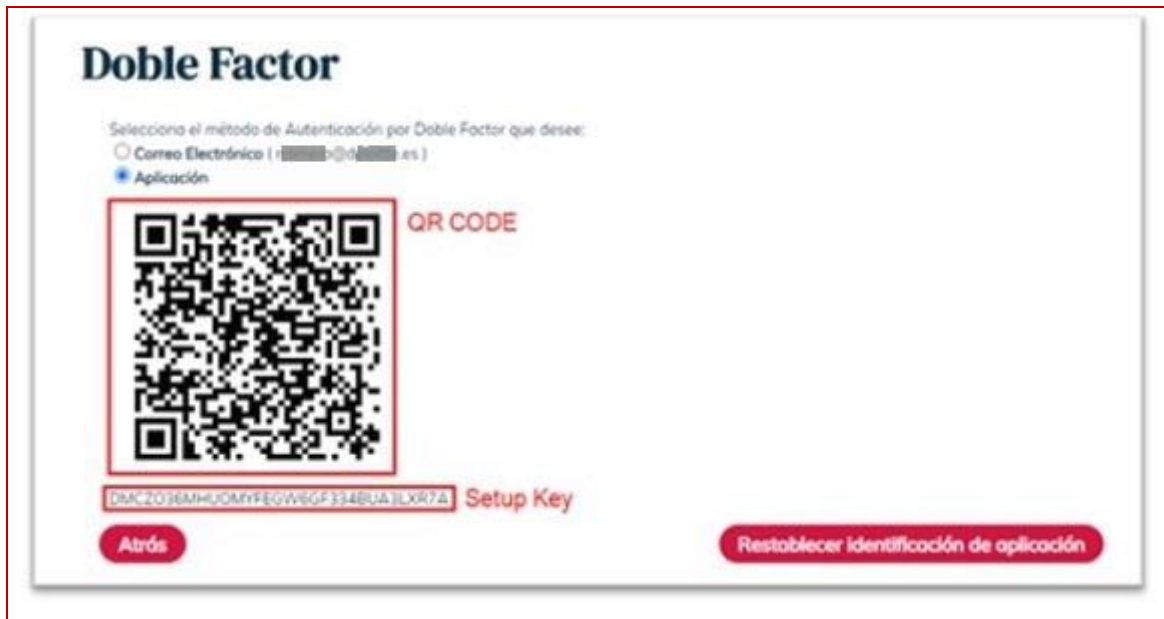 Doble Factor
Selecciona el método de Autenticación por Doble Factor que desee:
Correo Electrónico ( .es )
Aplicación
QR CODE
Setup Key
Atrás
Restablecer identificación de aplicación